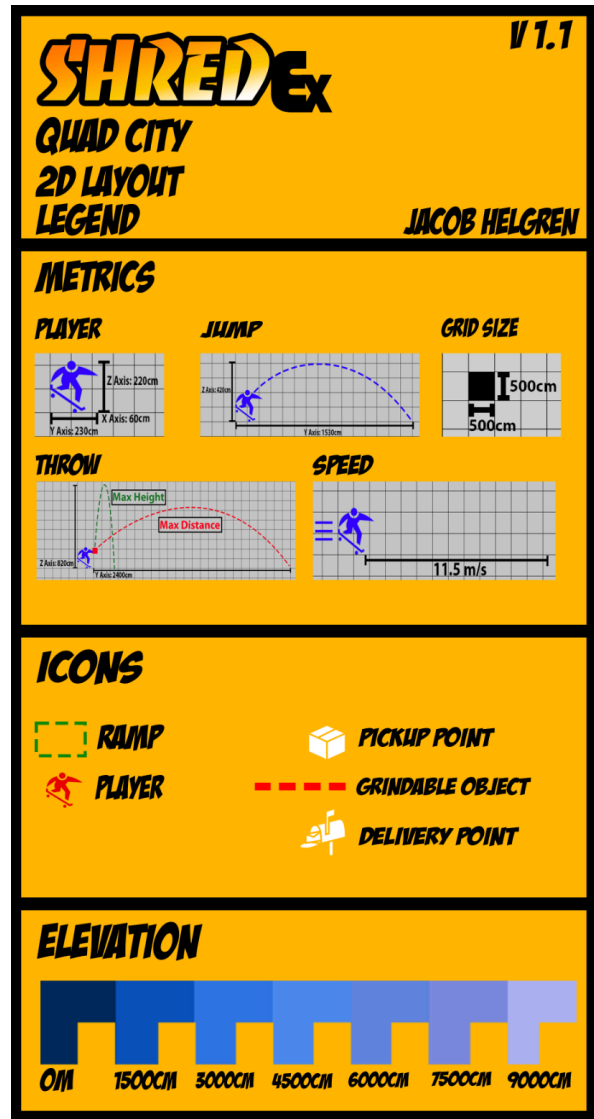 V 1.1
SHREDEx
QUAD CITY
2D LAYOUT
LEGEND
JACOB HELGREN
METRICS
PLAYER
JUMP
GRID SIZE
Z Axis: 220cm
X Axis: 60cm
Y Axis: 230cm
Z Axis: 420cm
Y Axis: 1530cm
500cm
500cm
THROW
SPEED
Max Height
Max Distance
Z Axis: 820cm
Y Axis: 2400cm
11.5 m/s
ICONS
RAMP
PICKUP POINT
PLAYER
GRINDABLE OBJECT
DELIVERY POINT
ELEVATION
0M 1500CM 3000CM 4500CM 6000CM 7500CM 9000CM